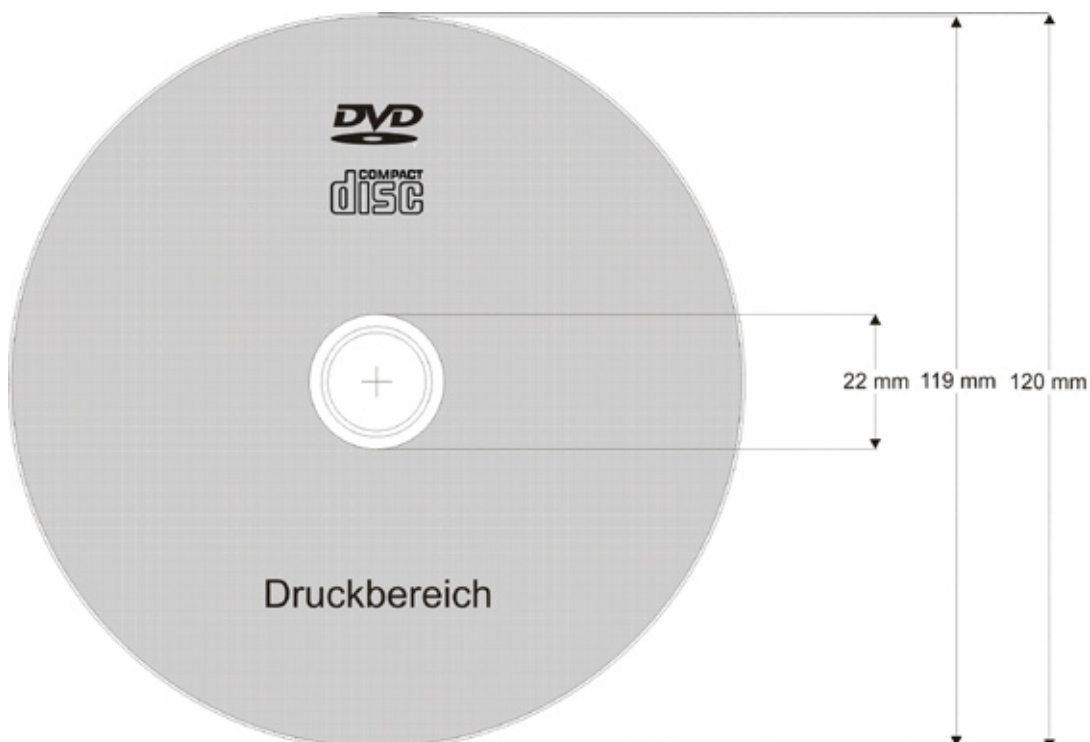 DVD
COMPACT
disc
22 mm 119 mm 120 mm
Druckbereich